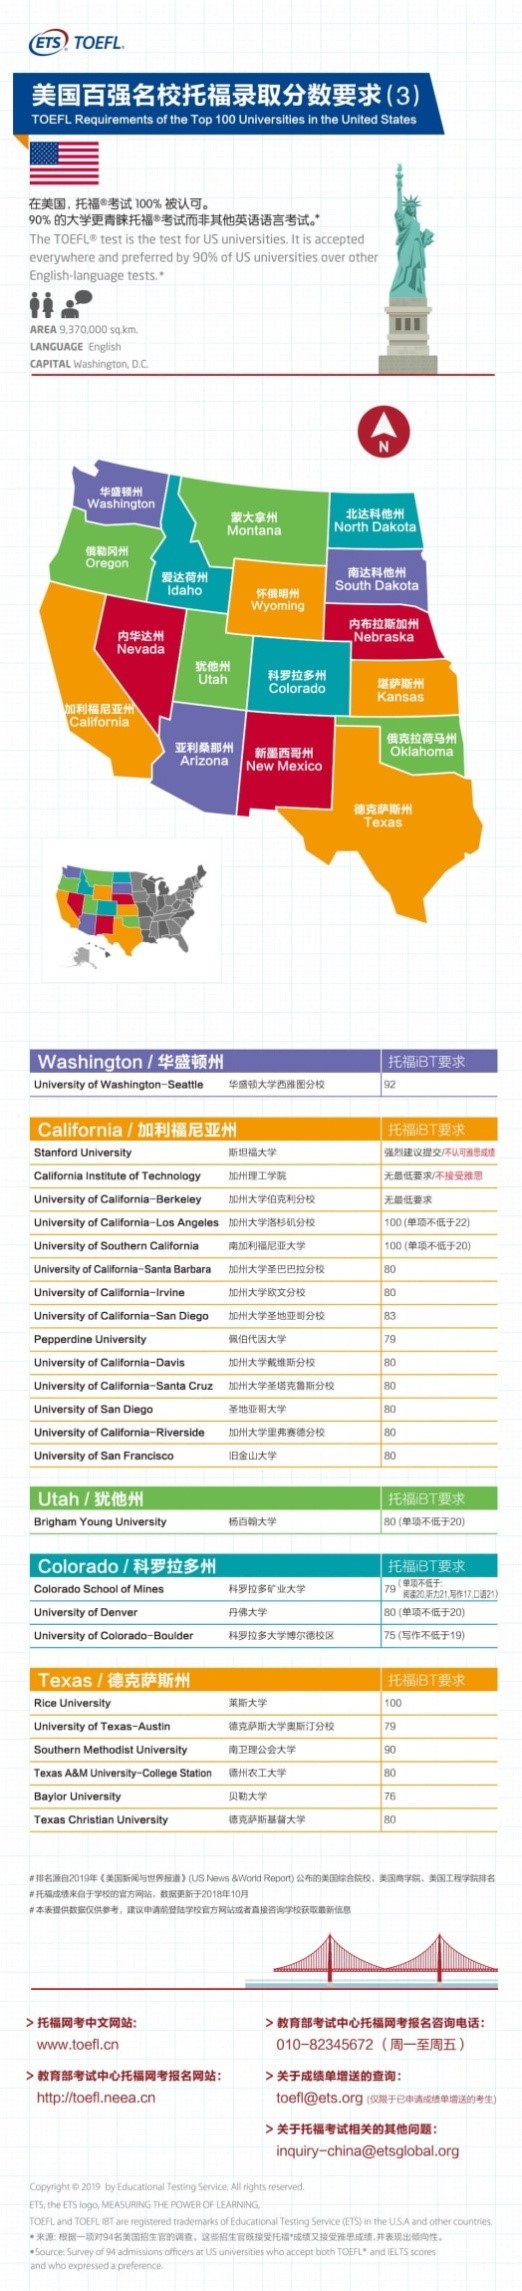 ETS TOEFL®
美国百强名校托福录取分数要求(3)
TOEFL Requirements of the Top 100 Universities in the United States
在美国，托福®考试100% 被认可。
90% 的大学更青睐托福®考试而非其他英语语言考试。*
The TOEFL® test is the test for US universities. It is accepted
everywhere and preferred by 90% of US universities over other
English-language tests.*
AREA 9,370,000 sq.km.
LANGUAGE English
CAPITAL Washington, D.C.
N
华盛顿州
Washington
蒙大拿州
Montana
北达科他州
North Dakota
俄勒冈州
Oregon
爱达荷州
Idaho
怀俄明州
Wyoming
南达科他州
South Dakota
内华达州
Nevada
犹他州
Utah
科罗拉多州
Colorado
内布拉斯加州
Nebraska
堪萨斯州
Kansas
加利福尼亚州
California
亚利桑那州
Arizona
新墨西哥州
New Mexico
俄克拉荷马州
Oklahoma
德克萨斯州
Texas
Washington / 华盛顿州 托福iBT要求
University of Washington-Seattle 华盛顿大学西雅图分校 92
California / 加利福尼亚州 托福iBT要求
Stanford University 斯坦福大学 强烈建议提交/不认可雅思成绩
California Institute of Technology 加州理工学院 无最低要求/不接受雅思
University of California-Berkeley 加州大学伯克利分校 无最低要求
University of California-Los Angeles 加州大学洛杉矶分校 100 (单项不低于22)
University of Southern California 南加利福尼亚大学 100 (单项不低于20)
University of California-Santa Barbara 加州大学圣巴巴拉分校 80
University of California-Irvine 加州大学欧文分校 80
University of California-San Diego 加州大学圣地亚哥分校 83
Pepperdine University 佩伯代因大学 79
University of California-Davis 加州大学戴维斯分校 80
University of California-Santa Cruz 加州大学圣塔克鲁斯分校 80
University of San Diego 圣地亚哥大学 80
University of California-Riverside 加州大学里弗赛德分校 80
University of San Francisco 旧金山大学 80
Utah / 犹他州 托福iBT要求
Brigham Young University 杨百翰大学 80 (单项不低于20)
Colorado / 科罗拉多州 托福iBT要求
Colorado School of Mines 科罗拉多矿业大学 79 (单项不低于:
阅读20,听力21,写作17,口语21)
University of Denver 丹佛大学 80 (单项不低于20)
University of Colorado-Boulder 科罗拉多大学博尔德校区 75 (写作不低于19)
Texas / 德克萨斯州 托福iBT要求
Rice University 莱斯大学 100
University of Texas-Austin 德克萨斯大学奥斯汀分校 79
Southern Methodist University 南卫理公会大学 90
Texas A&M University-College Station 德州农工大学 80
Baylor University 贝勒大学 76
Texas Christian University 德克萨斯基督大学 80
# 排名源自2019年《美国新闻与世界报道》(US News &World Report) 公布的美国综合院校、美国商学院、美国工程学院排名
# 托福成绩来自于学校的官方网站，数据更新于2018年10月
# 本表提供数据仅供参考，建议申请前登陆学校官方网站或者直接咨询学校获取最新信息
> 托福网考中文网站：
www.toefl.cn
> 教育部考试中心托福网考报名咨询电话：
010-82345672（周一至周五）
> 教育部考试中心托福网考报名网站：
http://toefl.neea.cn
> 关于成绩单增送的查询：
toefl@ets.org (仅限于已申请成绩单增送的考生)
> 关于托福考试相关的其他问题：
inquiry-china@etsglobal.org
Copyright © 2019 by Educational Testing Service. All rights reserved.
ETS, the ETS logo, MEASURING THE POWER OF LEARNING,
TOEFL and TOEFL IBT are registered trademarks of Educational Testing Service (ETS) in the U.S.A and other countries.
* 来源: 根据一项对94名美国招生官的调查。这些招生官既接受托福®成绩又接受雅思成绩,并表现出倾向性。
*Source: Survey of 94 admissions officers at US universities who accept both TOEFL® and IELTS scores
and who expressed a preference.